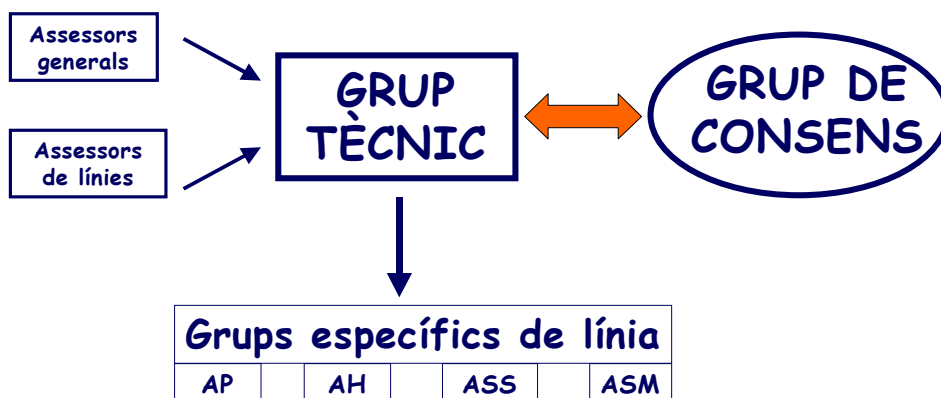 Assessors
generals
Assessors
de línies
GRUP
TÈCNIC
GRUP DE
CONSENS
Grups específics de línia
AP AH ASS ASM